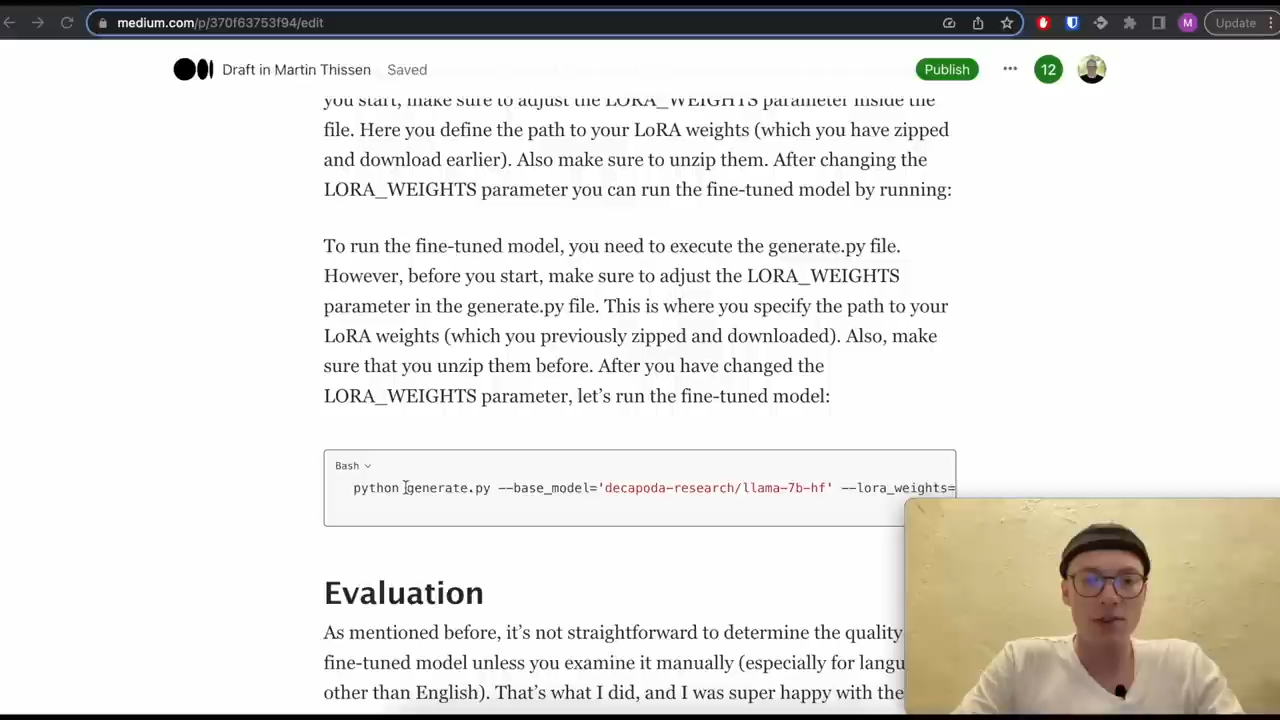 medium.com/p/370f63753f94/edit
M
Update
Draft in Martin Thissen
Saved
Publish
12
you start, make sure to adjust the LORA_WEIGHTS parameter inside the
file. Here you define the path to your LoRA weights (which you have zipped
and download earlier). Also make sure to unzip them. After changing the
LORA_WEIGHTS parameter you can run the fine-tuned model by running:
To run the fine-tuned model, you need to execute the generate.py file.
However, before you start, make sure to adjust the LORA_WEIGHTS
parameter in the generate.py file. This is where you specify the path to your
LoRA weights (which you previously zipped and downloaded). Also, make
sure that you unzip them before. After you have changed the
LORA_WEIGHTS parameter, let's run the fine-tuned model:
Bash
python generate.py --base_model='decapoda-research/llama-7b-hf' --lora_weights=
Evaluation
As mentioned before, it's not straightforward to determine the quality
fine-tuned model unless you examine it manually (especially for langu
other than English). That's what I did, and I was super happy with the